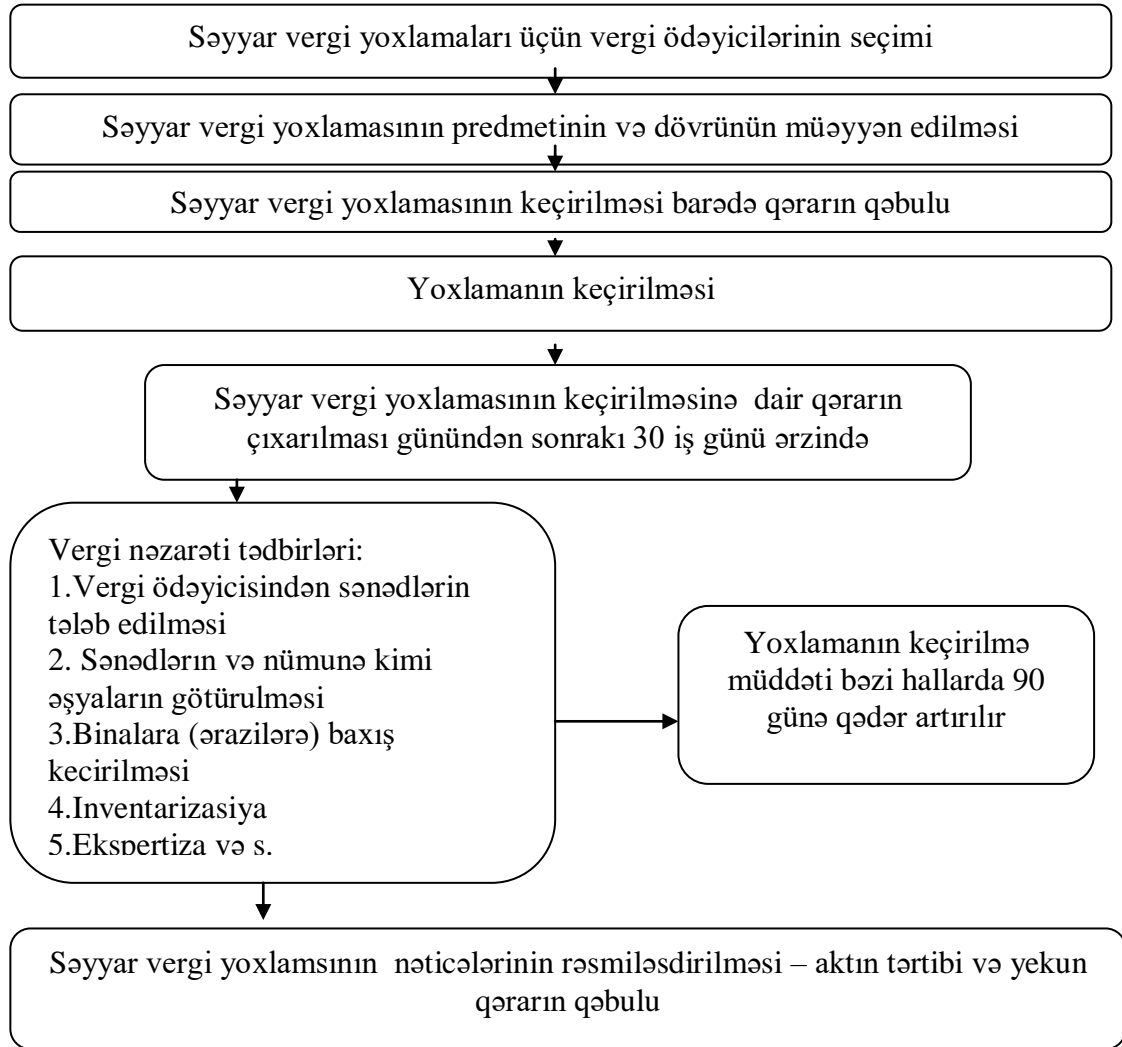 Səyyar vergi yoxlamaları üçün vergi ödəyicilərinin seçimi
Səyyar vergi yoxlamasının predmetinin və dövrünün müəyyən edilməsi
Səyyar vergi yoxlamasının keçirilməsi barədə qərarın qəbulu
Yoxlamanın keçirilməsi
Səyyar vergi yoxlamasının keçirilməsinə dair qərarın
çıxarılması günündən sonrakı 30 iş günü ərzində
Vergi nəzarəti tədbirləri:
1.Vergi ödəyicisindən sənədlərin
tələb edilməsi
2. Sənədlərın və nümunə kimi
əşyaların götürülməsi
3.Binalara (ərazilərə) baxış
kecirilməsi
4.Inventarizasiya
5.Ekspertiza və s.
Yoxlamanın keçirilmə
müddəti bəzi hallarda 90
günə qədər artırılır
Səyyar vergi yoxlamsının nəticələrinin rəsmiləsdirilməsi – aktın tərtibi və yekun
qərarın qəbulu